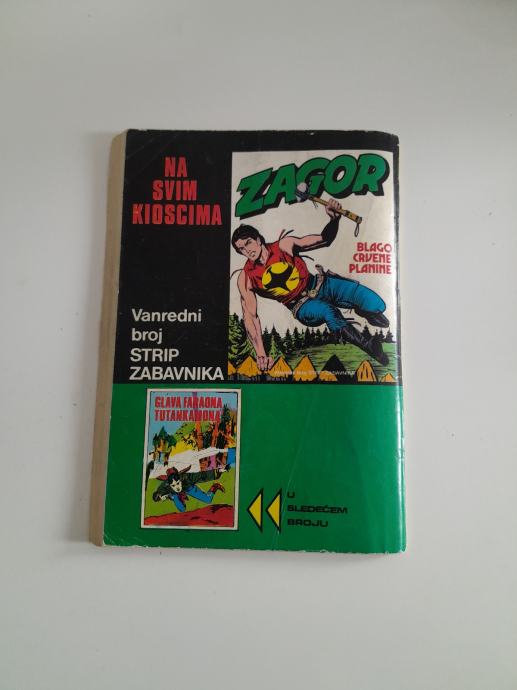 NA
SVIM
KIOSCIMA
ZAGOR
BLAGO
CRVENE
PLANINE
Vanredni
broj
STRIP
ZABAVNIKA
GLAVA FARAONA
TUTANKAMONA
U
SLEDEĆEM
BROJU